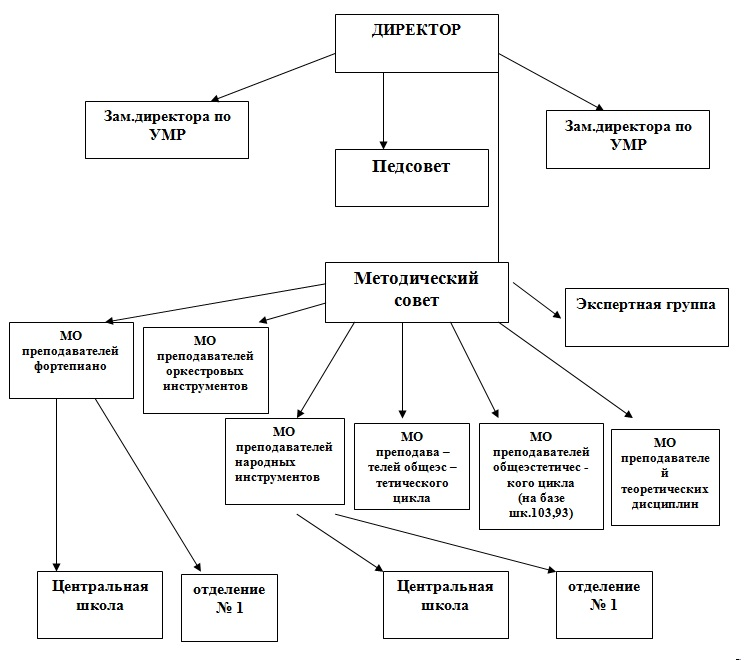 ДИРЕКТОР
Зам.директора по
УМР
Зам.директора по
УМР
Педсовет
Методический
совет
Экспертная группа
МО
преподавателей
фортепиано
МО
преподавателей
оркестровых
инструментов
МО
преподавателей
народных
инструментов
МО
препода­ва –
телей общеэс –
тетического
цикла
МО
преподавателей
общеэстетичес -
кого цикла
(на базе
шк.103,93)
МО
преподавателе
й
теоретических
дисциплин
Центральная
школа
отделение
№ 1
Центральная
школа
отделение
№ 1